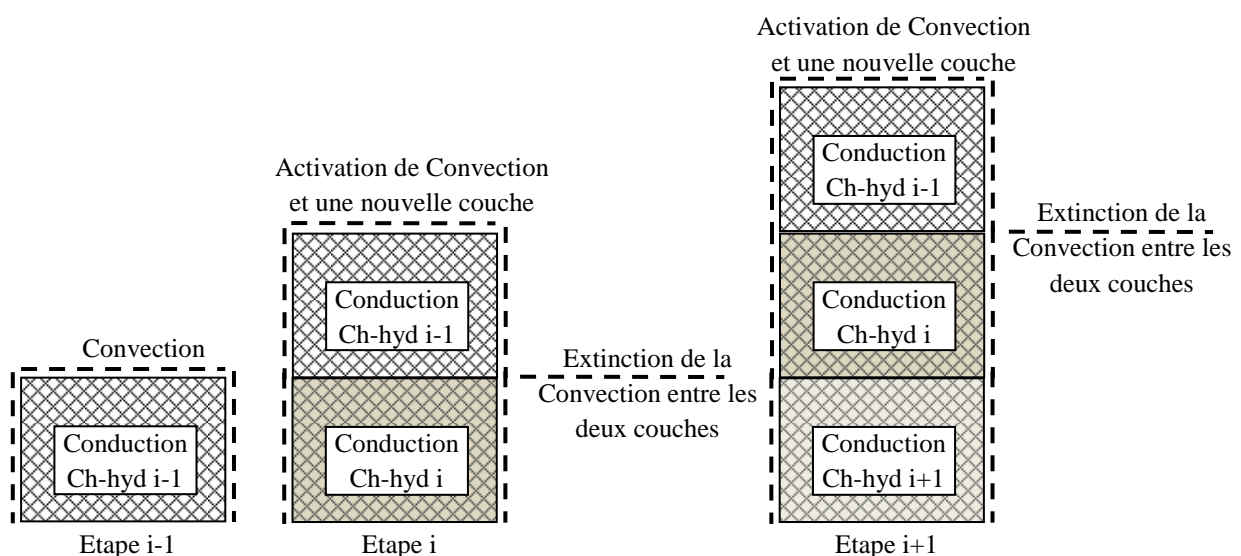 Convection
Conduction
Ch-hyd i-1
Etape i-1
Activation de Convection
et une nouvelle couche
Conduction
Ch-hyd i-1
Conduction
Ch-hyd i
Etape i
Extinction de la
Convection entre les
deux couches
Activation de Convection
et une nouvelle couche
Conduction
Ch-hyd i-1
Conduction
Ch-hyd i
Conduction
Ch-hyd i+1
Etape i+1
Extinction de la
Convection entre les
deux couches